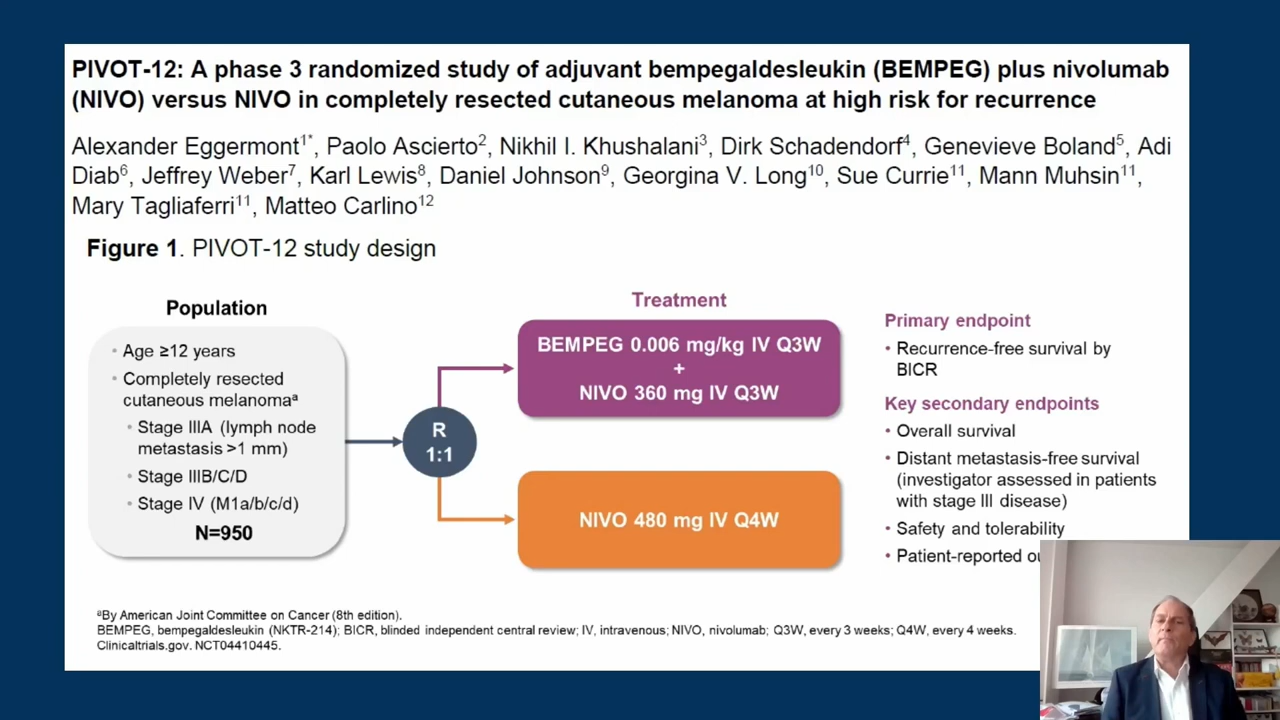 PIVOT-12: A phase 3 randomized study of adjuvant bempegaldesleukin (BEMPEG) plus nivolumab
(NIVO) versus NIVO in completely resected cutaneous melanoma at high risk for recurrence
Alexander Eggermont¹*, Paolo Ascierto², Nikhil I. Khushalani³, Dirk Schadendorf⁴, Genevieve Boland⁵, Adi
Diab⁶, Jeffrey Weber⁷, Karl Lewis⁸, Daniel Johnson⁹, Georgina V. Long¹⁰, Sue Currie¹¹, Mann Muhsin¹¹,
Mary Tagliaferri¹¹, Matteo Carlino¹²
Figure 1. PIVOT-12 study design
Population
• Age ≥12 years
• Completely resected
cutaneous melanomaᵃ
• Stage IIIA (lymph node
metastasis >1 mm)
• Stage IIIB/C/D
• Stage IV (M1a/b/c/d)
N=950
R
1:1
Treatment
BEMPEG 0.006 mg/kg IV Q3W
+
NIVO 360 mg IV Q3W
NIVO 480 mg IV Q4W
Primary endpoint
• Recurrence-free survival by
BICR
Key secondary endpoints
• Overall survival
• Distant metastasis-free survival
(investigator assessed in patients
with stage III disease)
• Safety and tolerability
• Patient-reported
ᵃBy American Joint Committee on Cancer (8th edition).
BEMPEG, bempegaldesleukin (NKTR-214); BICR, blinded independent central review; IV, intravenous; NIVO, nivolumab; Q3W, every 3 weeks; Q4W, every 4 weeks.
Clinicaltrials.gov. NCT04410445.